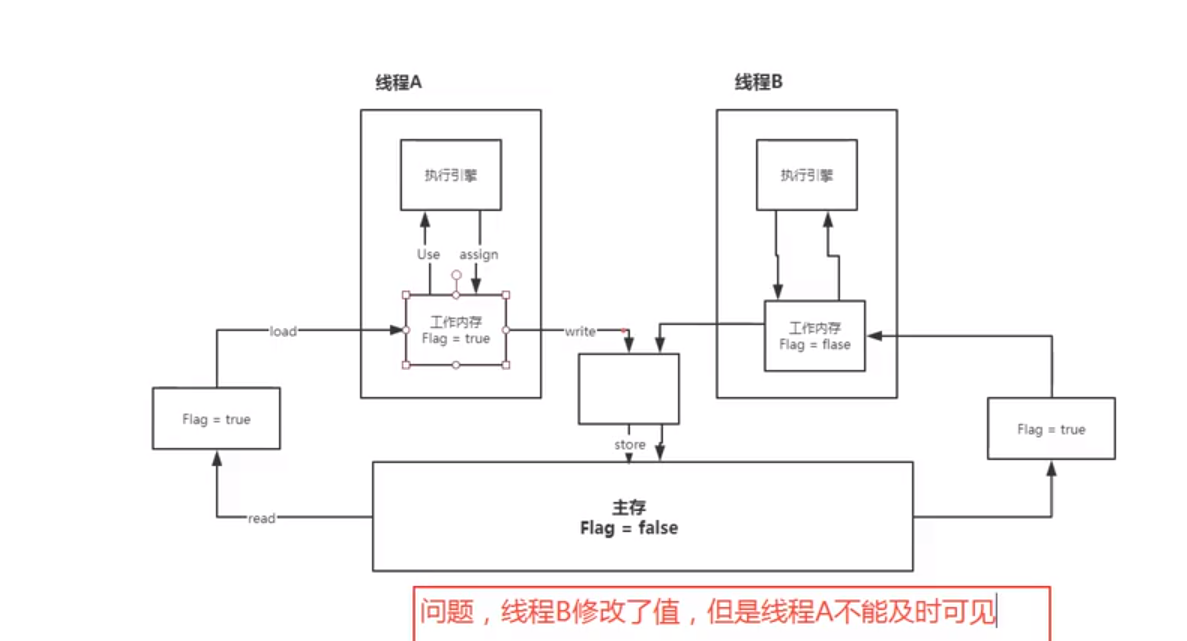 线程A
线程B
执行引擎
执行引擎
Use
assign
工作内存
Flag = true
工作内存
Flag = flase
load
write
Flag = true
Flag = true
store
主存
Flag = false
read
问题，线程B修改了值，但是线程A不能及时可见